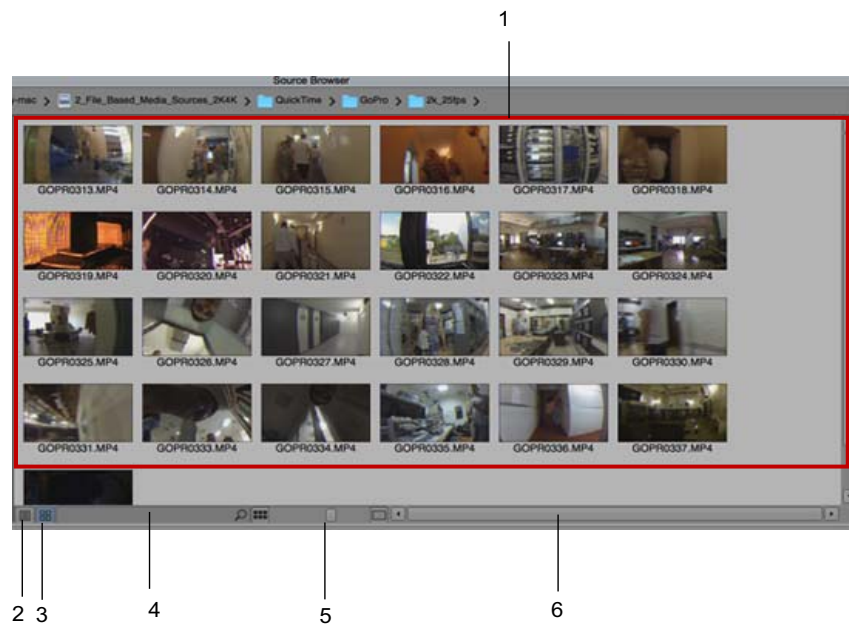 1
Source Browser
-mac > 2_File_Based_Media_Sources_2K4K > QuickTime > GoPro > 2k_25fps >
GOPR0313.MP4 GOPR0314.MP4 GOPR0315.MP4 GOPR0316.MP4 GOPR0317.MP4 GOPR0318.MP4
GOPR0319.MP4 GOPR0320.MP4 GOPR0321.MP4 GOPR0322.MP4 GOPR0323.MP4 GOPR0324.MP4
GOPR0325.MP4 GOPR0326.MP4 GOPR0327.MP4 GOPR0328.MP4 GOPR0329.MP4 GOPR0330.MP4
GOPR0331.MP4 GOPR0333.MP4 GOPR0334.MP4 GOPR0335.MP4 GOPR0336.MP4 GOPR0337.MP4
2 3 4 5 6